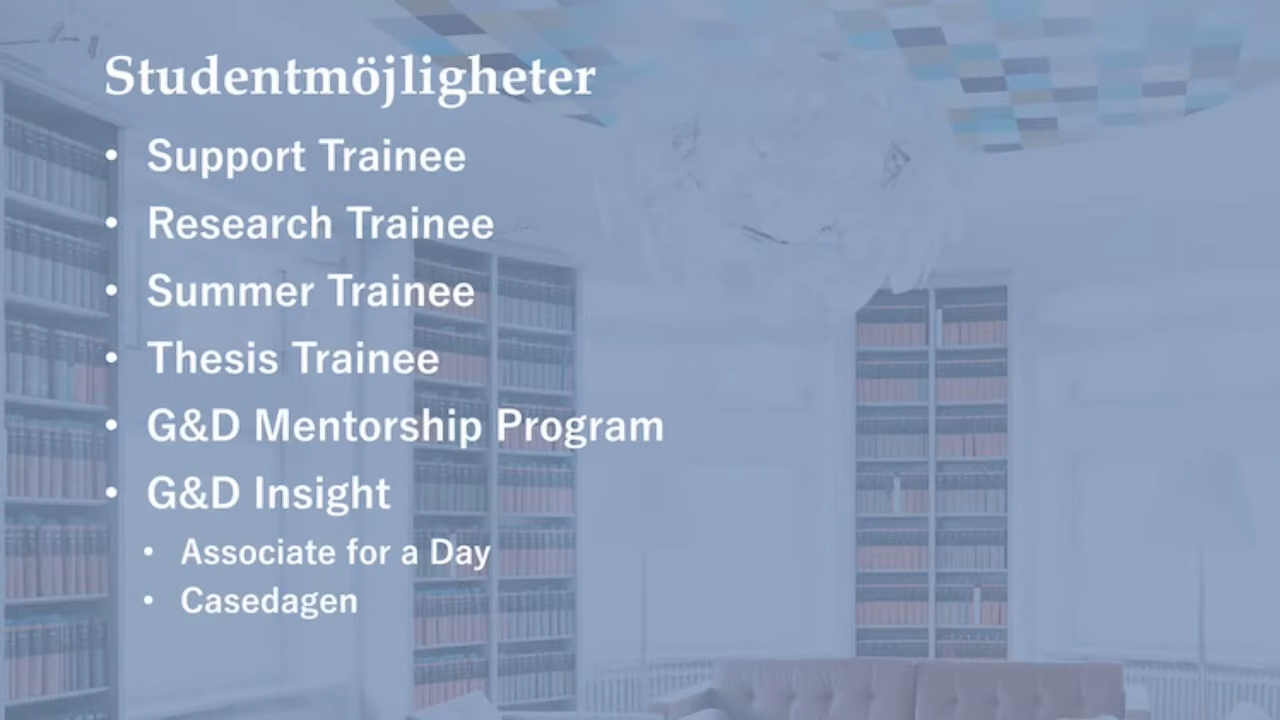 Studentmöjligheter
• Support Trainee
• Research Trainee
• Summer Trainee
• Thesis Trainee
• G&D Mentorship Program
• G&D Insight
• Associate for a Day
• Casedagen